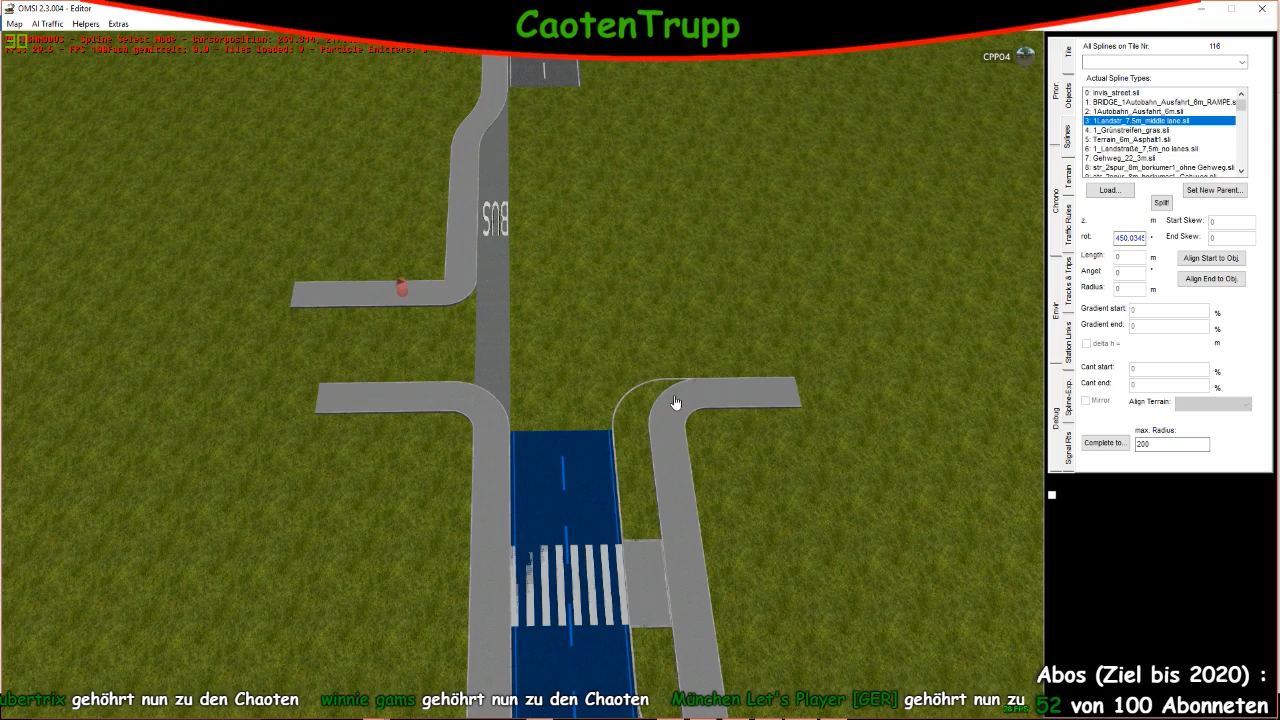 OMSI 2.3.004 - Editor
Map AI Traffic Helpers Extras
CaotenTrupp
90
CPP04
BUS
Tile
Objects
Splines
Terrain
Traffic Rules
Tracks & Trips
Station Links
Spline-Exp.
Signal Rts
Prior.
Chrono
Envir
Debug
All Splines on Tile Nr. 116
Actual Spline Types:
0: invis_street.sli
1: BRIDGE_1Autobahn_Ausfahrt_6m_RAMPE.s
2: 1Autobahn_Ausfahrt_6m.sli
3: 1Landstr_7.5m_middle lane.sli
4: 1_Grünstreifen_gras.sli
5: Terrain_6m_Asphalt1.sli
6: 1_Landstraße_7,5m_no lanes.sli
7: Gehweg_22_3m.sli
8: str_2spur_8m_borkumer1_ohne Gehweg.sli
Load... Set New Parent...
Split!
z: m Start Skew: 0
rot: 450.0345 ° End Skew: 0
Length: 0 m Align Start to Obj.
Angel: 0 ° Align End to Obj.
Radius: 0 m
Gradient start: 0 %
Gradient end: 0 %
delta h = m
Cant start: 0 %
Cant end: 0 %
Mirror Align Terrain:
max. Radius:
Complete to... 200
Abos (Ziel bis 2020) :
52 von 100 Abonneten
ubertrix gehöhrt nun zu den Chaoten winnie gams gehöhrt nun zu den Chaoten München Let's Player [GER] gehöhrt nun zu